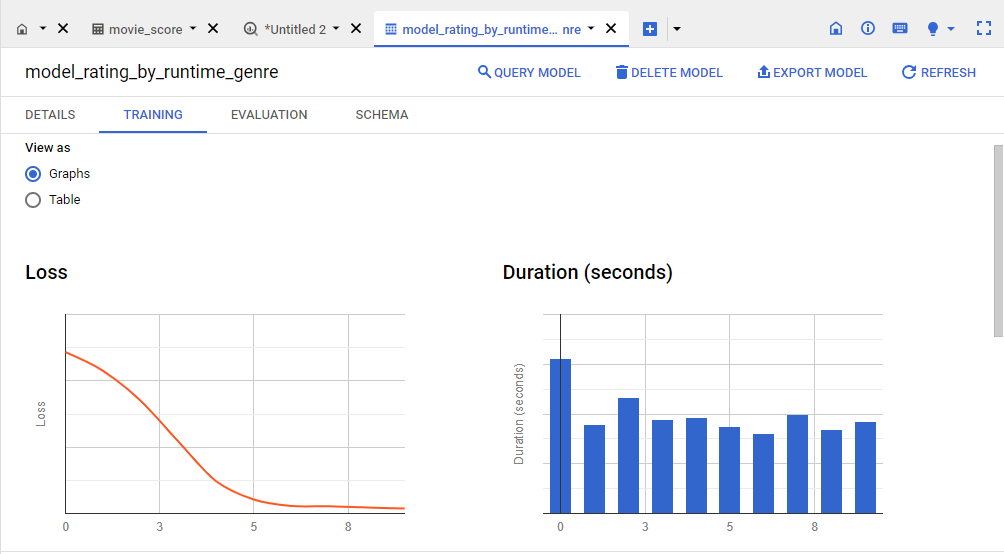 movie_score
*Untitled 2
model_rating_by_runtime... nre
model_rating_by_runtime_genre
QUERY MODEL
DELETE MODEL
EXPORT MODEL
REFRESH
DETAILS
TRAINING
EVALUATION
SCHEMA
View as
Graphs
Table
Loss
Loss
0 3 5 8
Duration (seconds)
Duration (seconds)
0 3 5 8